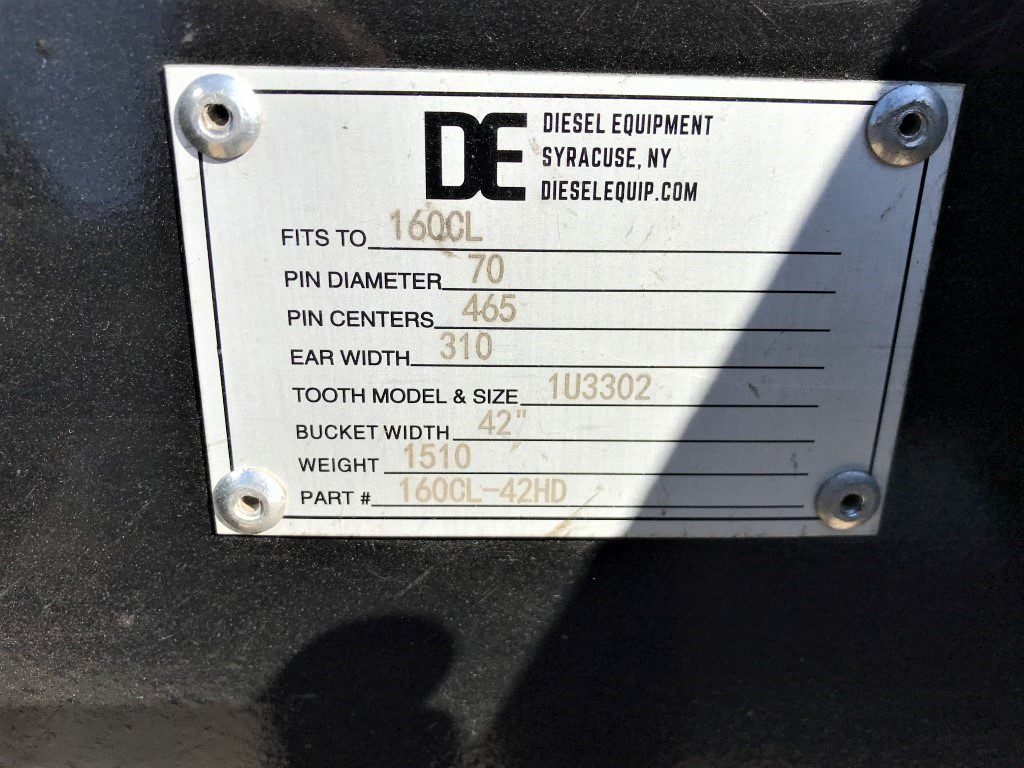 DE
DIESEL EQUIPMENT
SYRACUSE, NY
DIESELEQUIP.COM
FITS TO 160CL
PIN DIAMETER 70
PIN CENTERS 465
EAR WIDTH 310
TOOTH MODEL & SIZE 1U3302
BUCKET WIDTH 42"
WEIGHT 1510
PART # 160CL-42HD